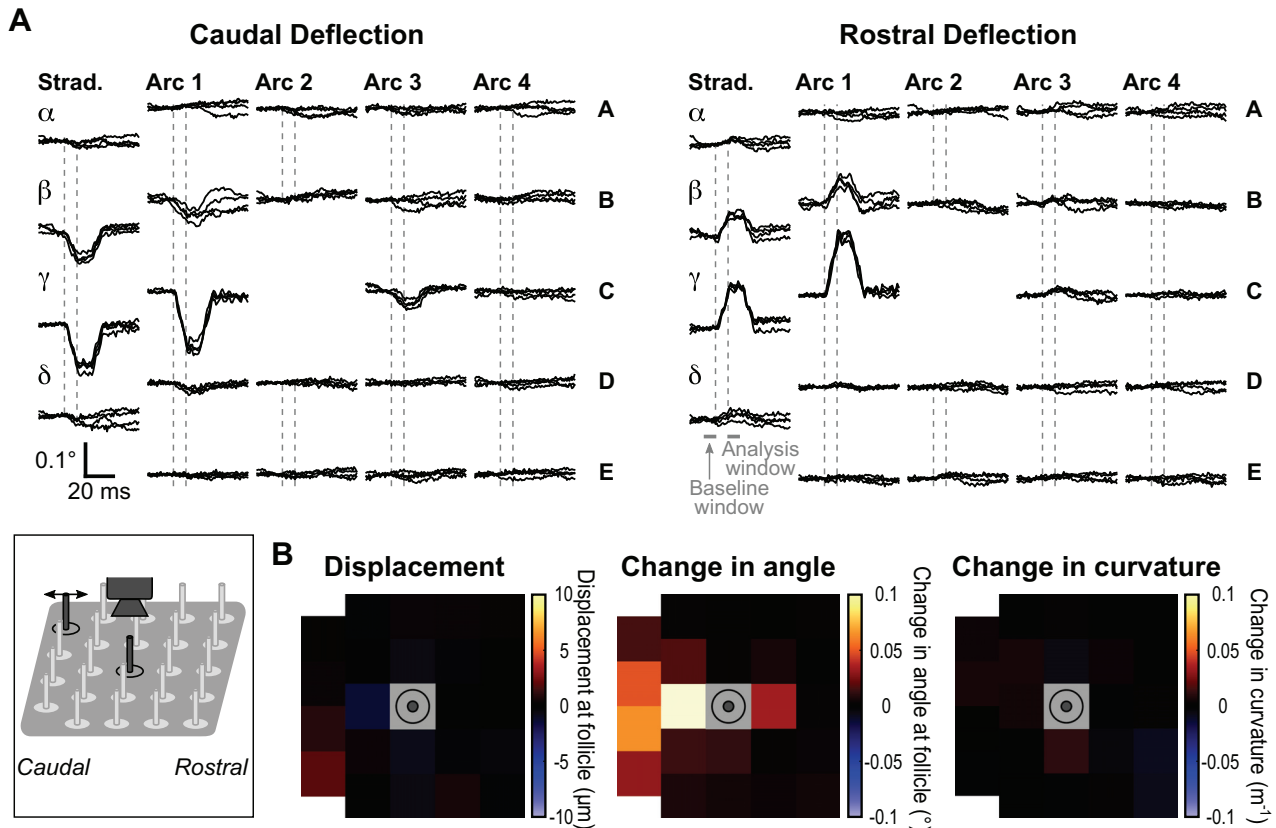 A
Caudal Deflection
Rostral Deflection
Strad.
Arc 1
Arc 2
Arc 3
Arc 4
Strad.
Arc 1
Arc 2
Arc 3
Arc 4
α
A
α
A
β
B
β
B
γ
C
γ
C
δ
D
δ
D
0.1°
20 ms
E
Analysis
window
Baseline
window
E
Caudal
Rostral
B
Displacement
10
5
0
-5
-10
Displacement at follicle (μm)
Change in angle
0.1
0.05
0
-0.05
-0.1
Change in angle at follicle (°)
Change in curvature
0.1
0.05
0
-0.05
-0.1
Change in curvature (m-1)